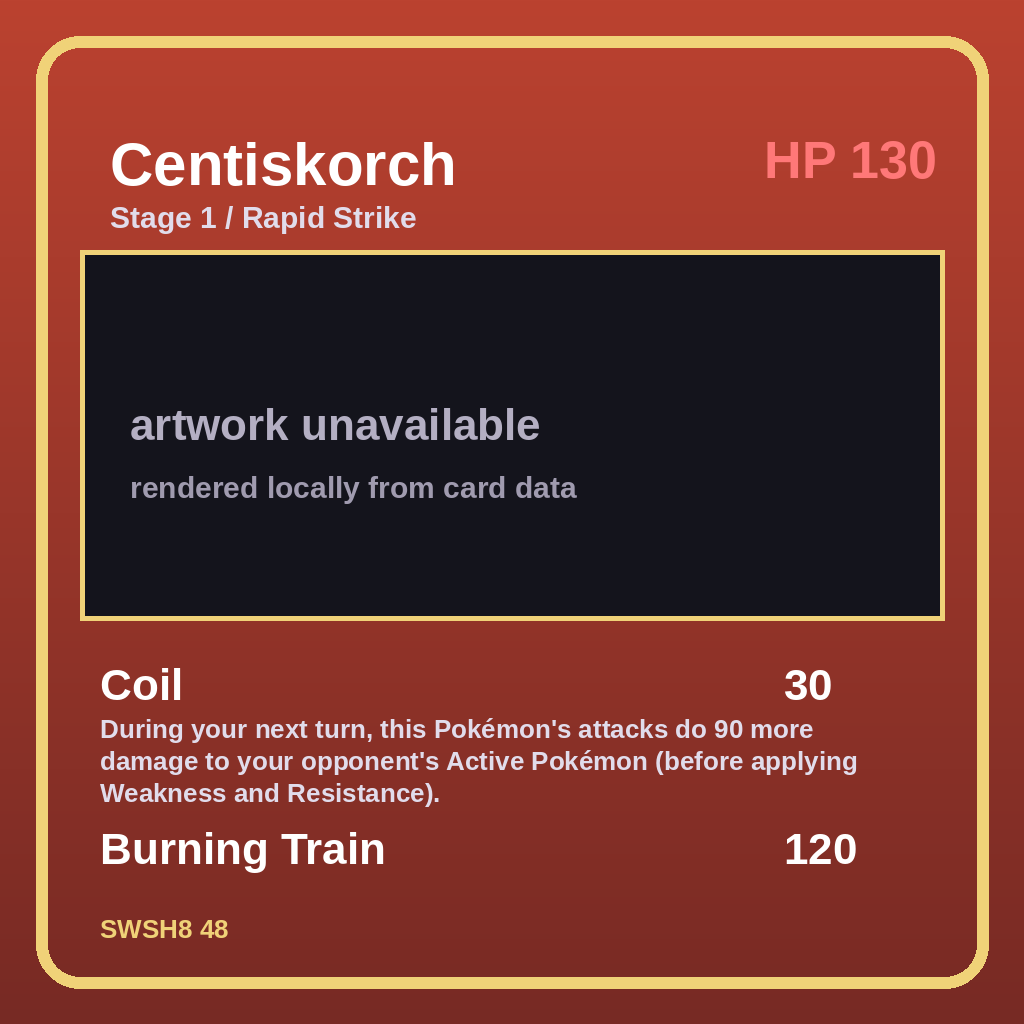 Centiskorch
HP 130
Stage 1 / Rapid Strike
artwork unavailable
rendered locally from card data
Coil
30
During your next turn, this Pokémon's attacks do 90 more
damage to your opponent's Active Pokémon (before applying
Weakness and Resistance).
Burning Train
120
SWSH8 48